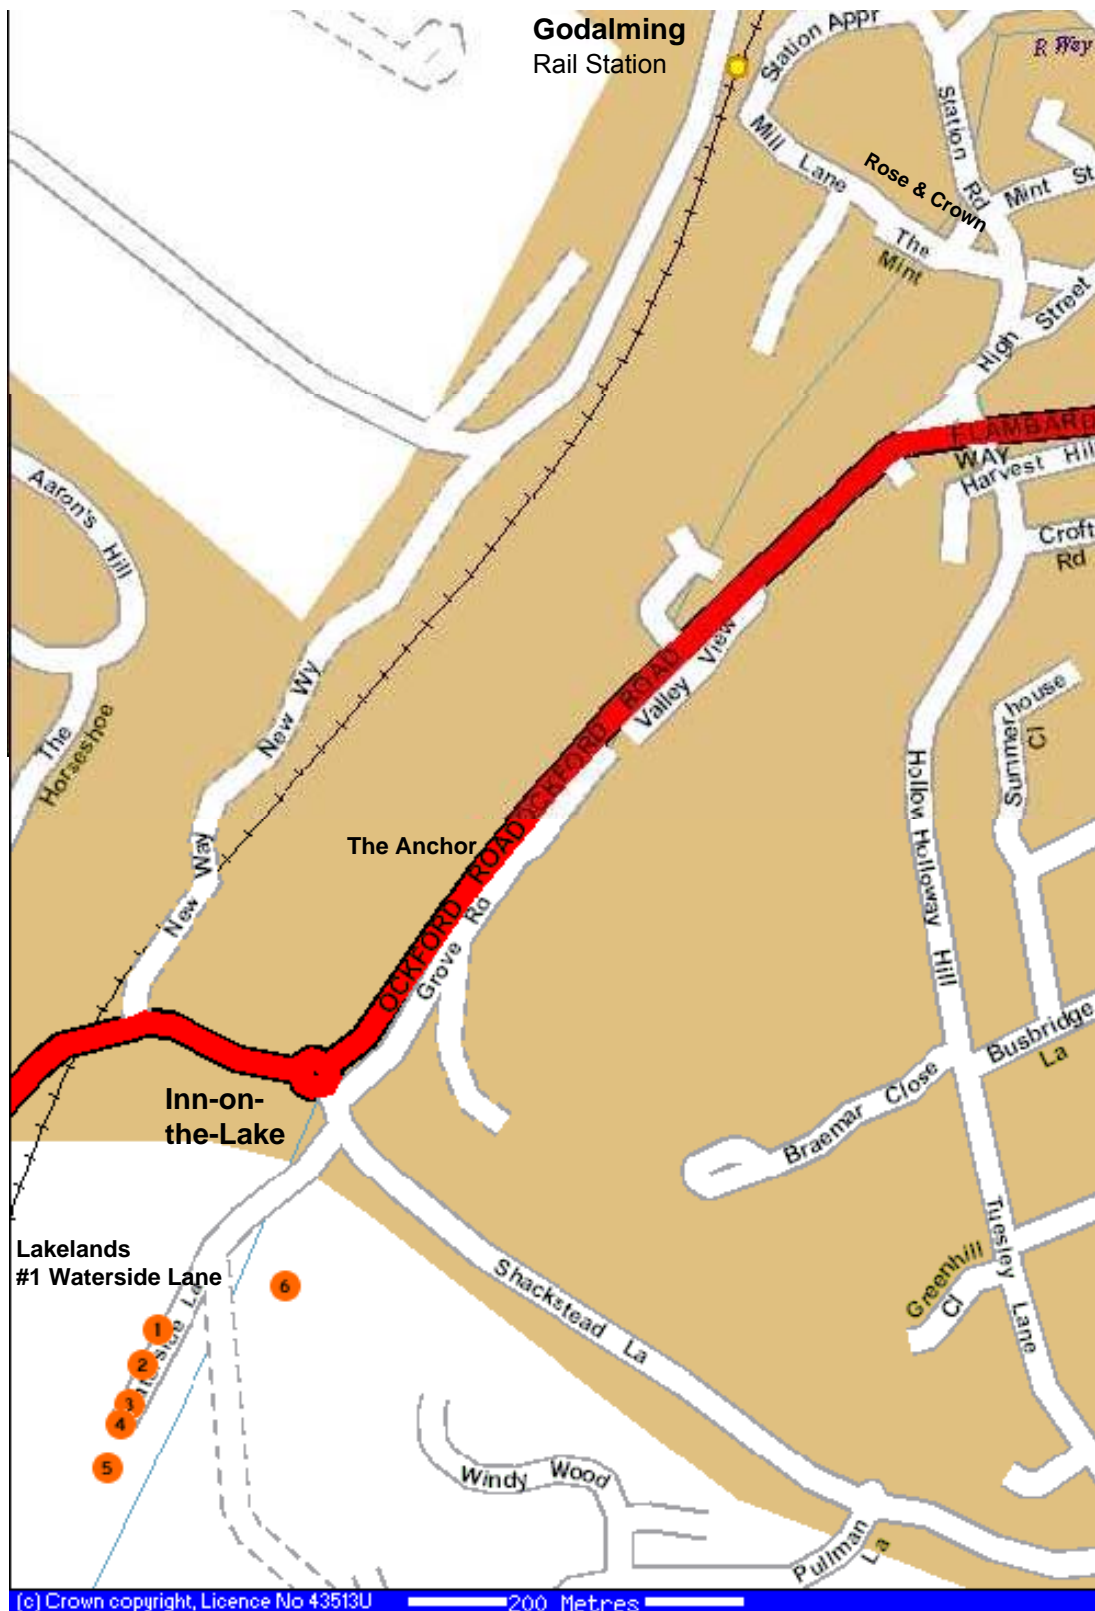 Godalming
Rail Station
Station Appr
R Way
Station Rd
Mill Lane
Rose & Crown
Mint St
The
Mint
High Street
FLAMBARD
WAY
Harvest Hill
Croft
Rd
Aaron's Hill
The
Horseshoe
New Wy
New Way
OCKFORD ROAD
OCKFORD ROAD
Valley View
The Anchor
Grove Rd
Summerhouse
Cl
Hollow Holloway Hill
Busbridge
La
Braemar Close
Inn-on-
the-Lake
Tuesley Lane
Greenhill
Cl
Lakelands
#1 Waterside Lane
6
1
2
3
4
5
Shackstead La
Windy Wood
Pullman
La
(c) Crown copyright, Licence No 43513U
200 Metres